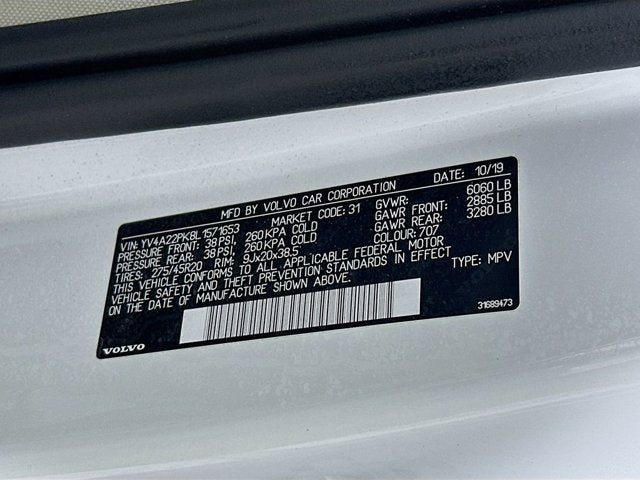 MFD BY VOLVO CAR CORPORATION DATE: 10/19
VIN: YV4A22PK8L1571653 MARKET CODE: 31 GVWR: 6060 LB
PRESSURE FRONT: 38PSI, 260KPA COLD GAWR FRONT: 2885 LB
PRESSURE REAR: 38PSI, 260 KPA COLD GAWR REAR: 3280 LB
TIRES: 275/45R20 RIM: 9Jx20x38.5 COLOUR: 707
THIS VEHICLE CONFORMS TO ALL APPLICABLE FEDERAL MOTOR
VEHICLE SAFETY AND THEFT PREVENTION STANDARDS IN EFFECT
ON THE DATE OF MANUFACTURE SHOWN ABOVE. TYPE: MPV
VOLVO 31689473